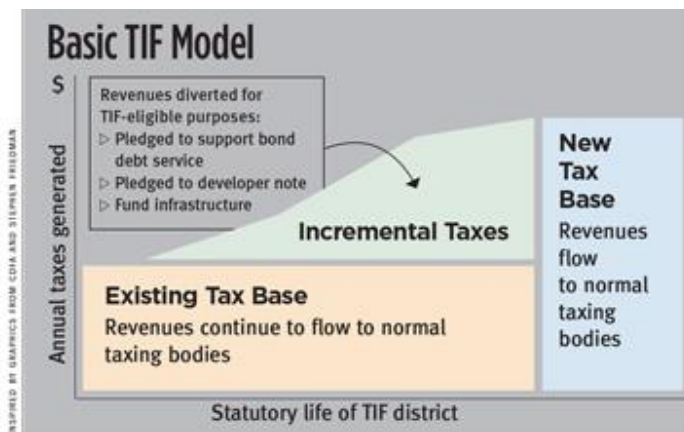 Basic TIF Model
$
Revenues diverted for
TIF-eligible purposes:
▷ Pledged to support bond
debt service
▷ Pledged to developer note
▷ Fund infrastructure
Annual taxes generated
Incremental Taxes
Existing Tax Base
Revenues continue to flow to normal
taxing bodies
New
Tax
Base
Revenues
flow
to normal
taxing
bodies
Statutory life of TIF district
NSPIRED BY GRAPHICS FROM CDIA AND STEPHEN FRIEDMAN